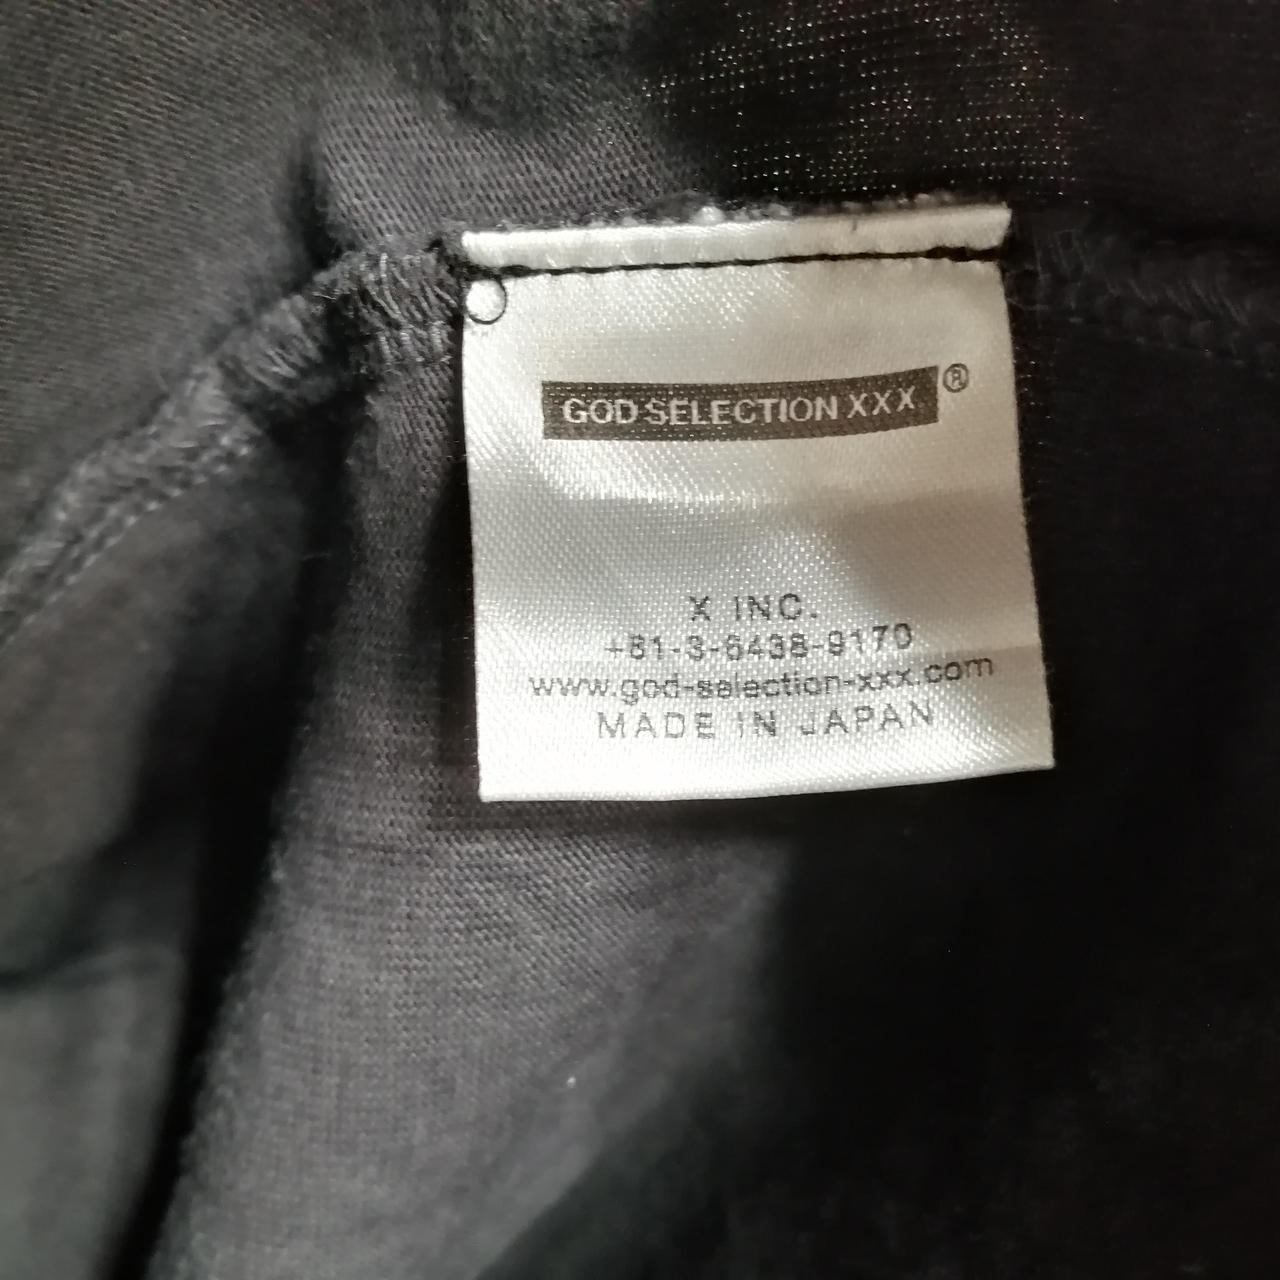 GOD SELECTION XXX ®
X INC.
+81-3-6438-9170
www.god-selection-xxx.com
MADE IN JAPAN